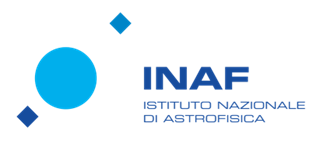 INAF
ISTITUTO NAZIONALE
DI ASTROFISICA